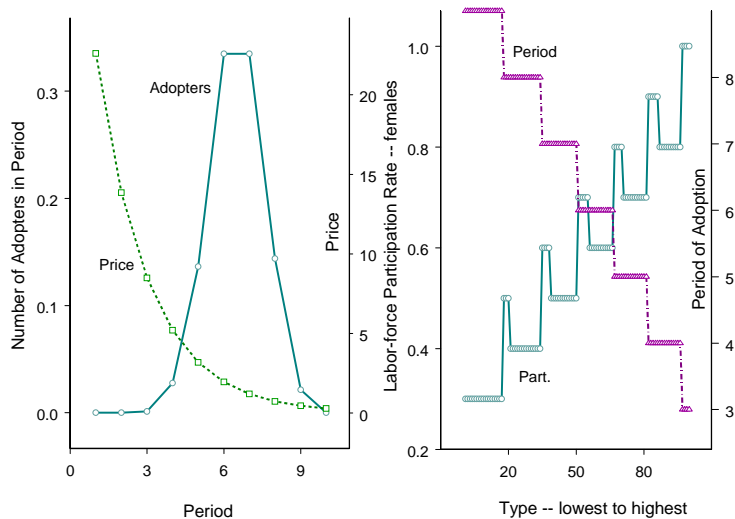 Number of Adopters in Period
0.3
0.2
0.1
0.0
Adopters
Price
20
15
10
5
0
Price
0
3
6
9
Period
Labor-force Participation Rate -- females
1.0
0.8
0.6
0.4
0.2
Period
Part.
8
7
6
5
4
3
Period of Adoption
20
50
80
Type -- lowest to highest